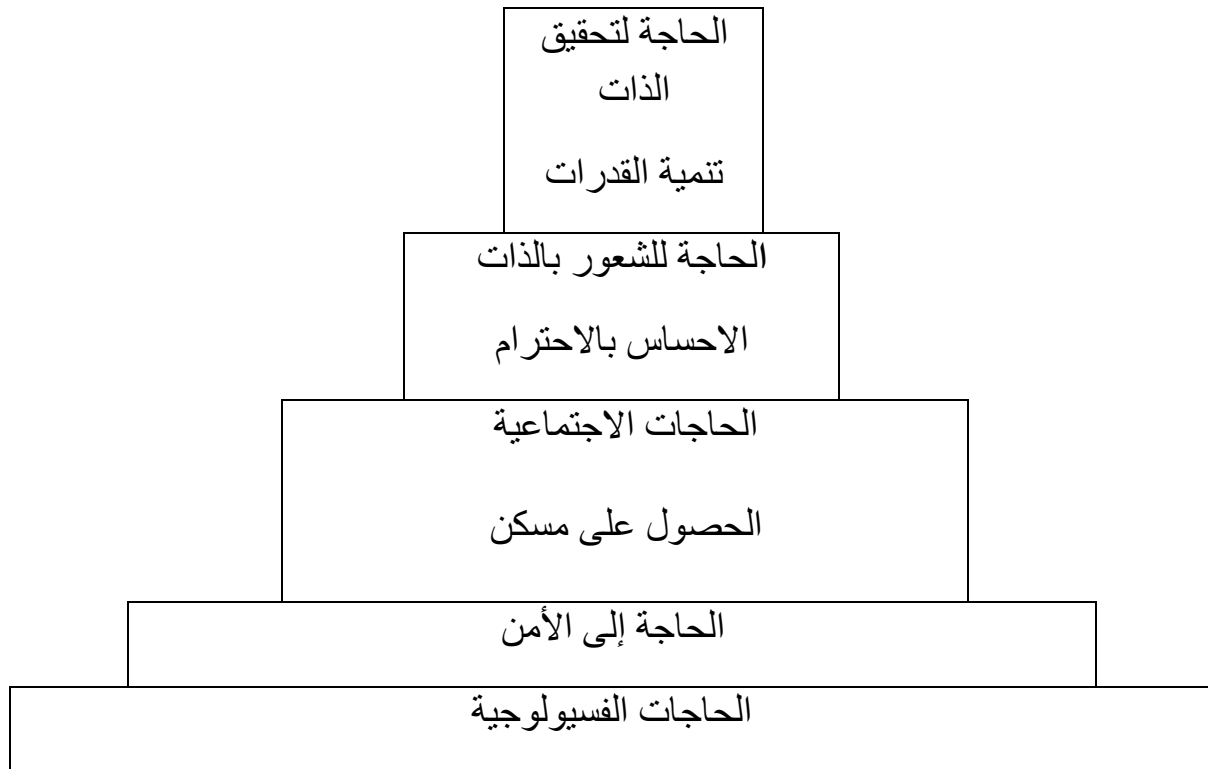 الحاجة لتحقيق
الذات
تنمية القدرات
الحاجة للشعور بالذات
الاحساس بالاحترام
الحاجات الاجتماعية
الحصول على مسكن
الحاجة إلى الأمن
الحاجات الفسيولوجية